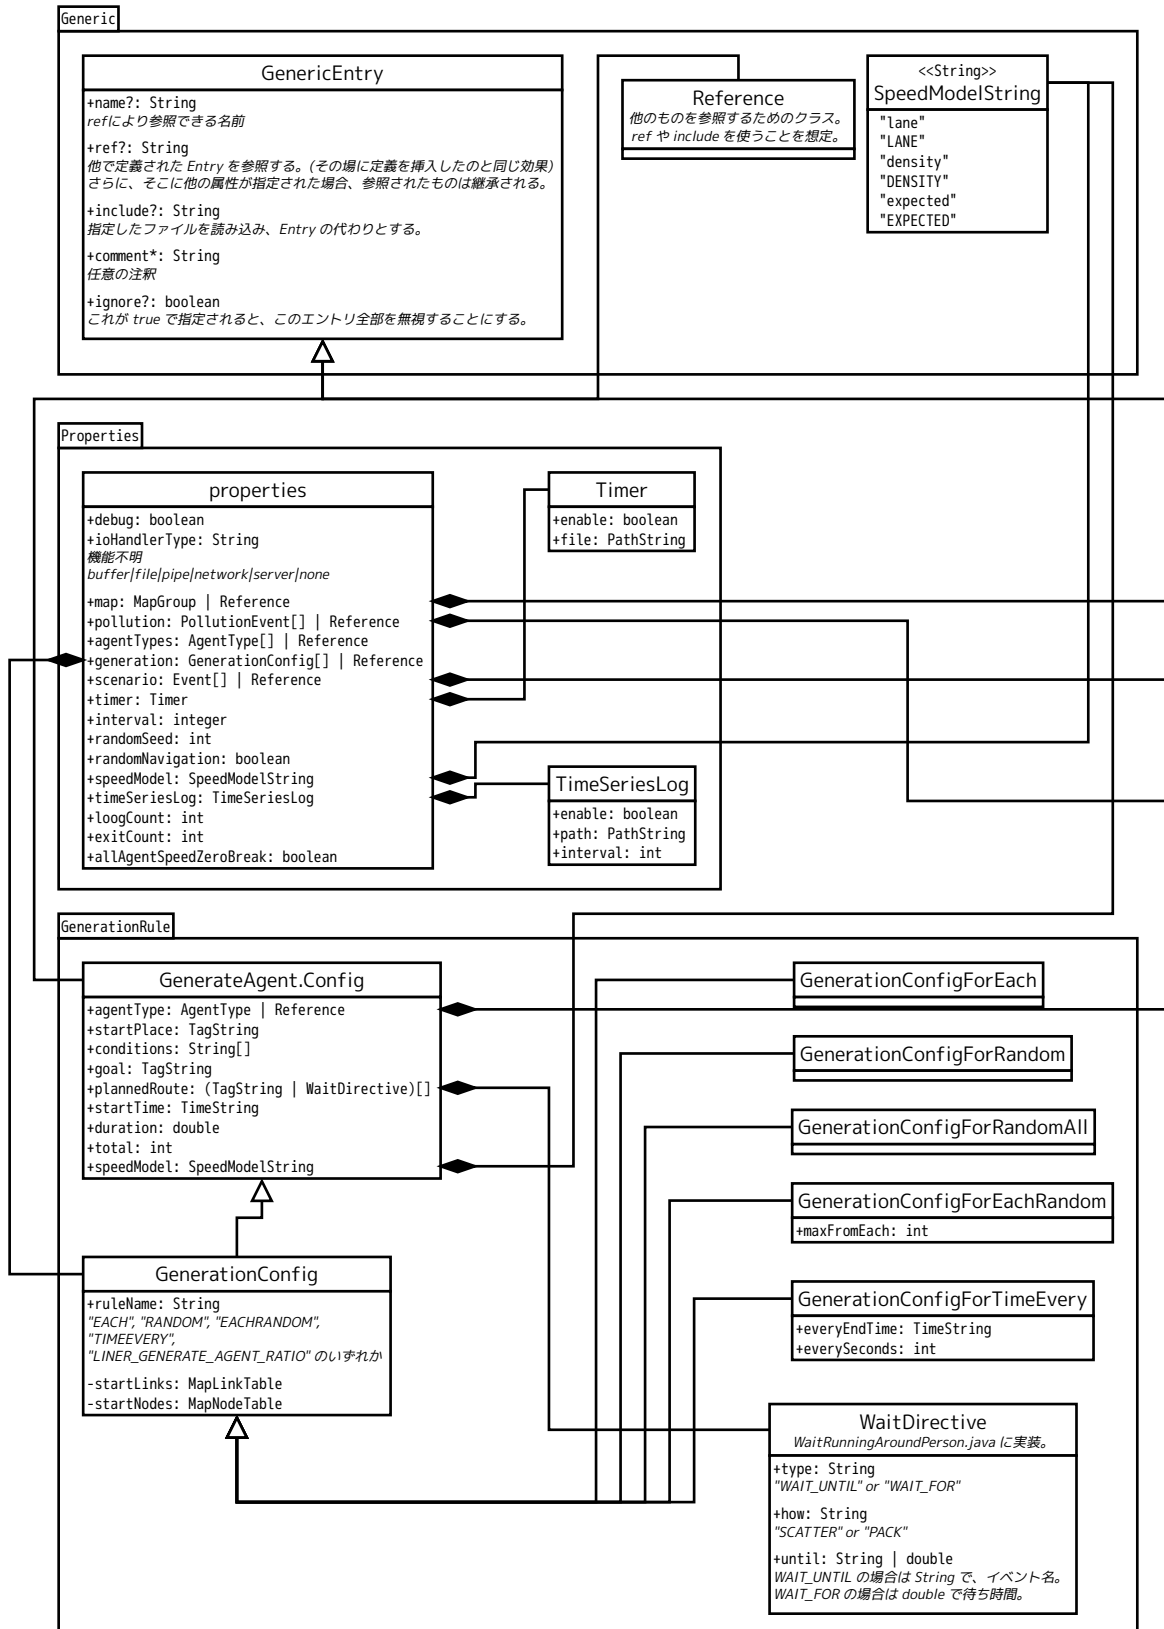 Generic
GenericEntry
+name?: String
refにより参照できる名前
+ref?: String
他で定義された Entry を参照する。(その場に定義を挿入したのと同じ効果)
さらに、そこに他の属性が指定された場合、参照されたものは継承される。
+include?: String
指定したファイルを読み込み、Entry の代わりとする。
+comment*: String
任意の注釈
+ignore?: boolean
これが true で指定されると、このエントリ全部を無視することにする。
Reference
他のものを参照するためのクラス。
ref や include を使うことを想定。
<<String>>
SpeedModelString
"lane"
"LANE"
"density"
"DENSITY"
"expected"
"EXPECTED"
Properties
properties
+debug: boolean
+ioHandlerType: String
機能不明
buffer|file|pipe|network|server|none
+map: MapGroup | Reference
+pollution: PollutionEvent[] | Reference
+agentTypes: AgentType[] | Reference
+generation: GenerationConfig[] | Reference
+scenario: Event[] | Reference
+timer: Timer
+interval: integer
+randomSeed: int
+randomNavigation: boolean
+speedModel: SpeedModelString
+timeSeriesLog: TimeSeriesLog
+loogCount: int
+exitCount: int
+allAgentSpeedZeroBreak: boolean
Timer
+enable: boolean
+file: PathString
TimeSeriesLog
+enable: boolean
+path: PathString
+interval: int
GenerationRule
GenerateAgent.Config
+agentType: AgentType | Reference
+startPlace: TagString
+conditions: String[]
+goal: TagString
+plannedRoute: (TagString | WaitDirective)[]
+startTime: TimeString
+duration: double
+total: int
+speedModel: SpeedModelString
GenerationConfig
+ruleName: String
"EACH", "RANDOM", "EACHRANDOM",
"TIMEEVERY",
"LINER_GENERATE_AGENT_RATIO" のいずれか
-startLinks: MapLinkTable
-startNodes: MapNodeTable
GenerationConfigForEach
GenerationConfigForRandom
GenerationConfigForRandomAll
GenerationConfigForEachRandom
+maxFromEach: int
GenerationConfigForTimeEvery
+everyEndTime: TimeString
+everySeconds: int
WaitDirective
WaitRunningAroundPerson.java に実装。
+type: String
"WAIT_UNTIL" or "WAIT_FOR"
+how: String
"SCATTER" or "PACK"
+until: String | double
WAIT_UNTIL の場合は String で、イベント名。
WAIT_FOR の場合は double で待ち時間。